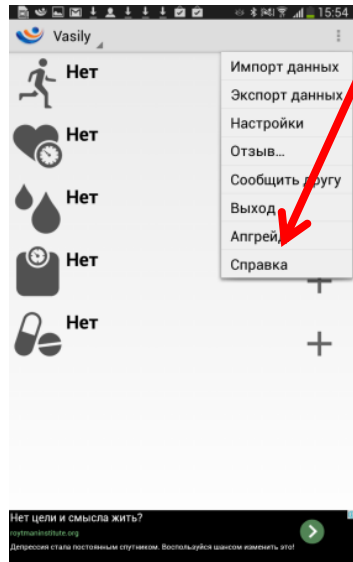 15:54
Vasily
Нет
Нет
Нет
Нет
Нет
Импорт данных
Экспорт данных
Настройки
Отзыв...
Сообщить другу
Выход
Апгрейд
Справка
Нет цели и смысла жить?
roytmaninstitute.org
Депрессия стала постоянным спутником. Воспользуйся шансом изменить это!